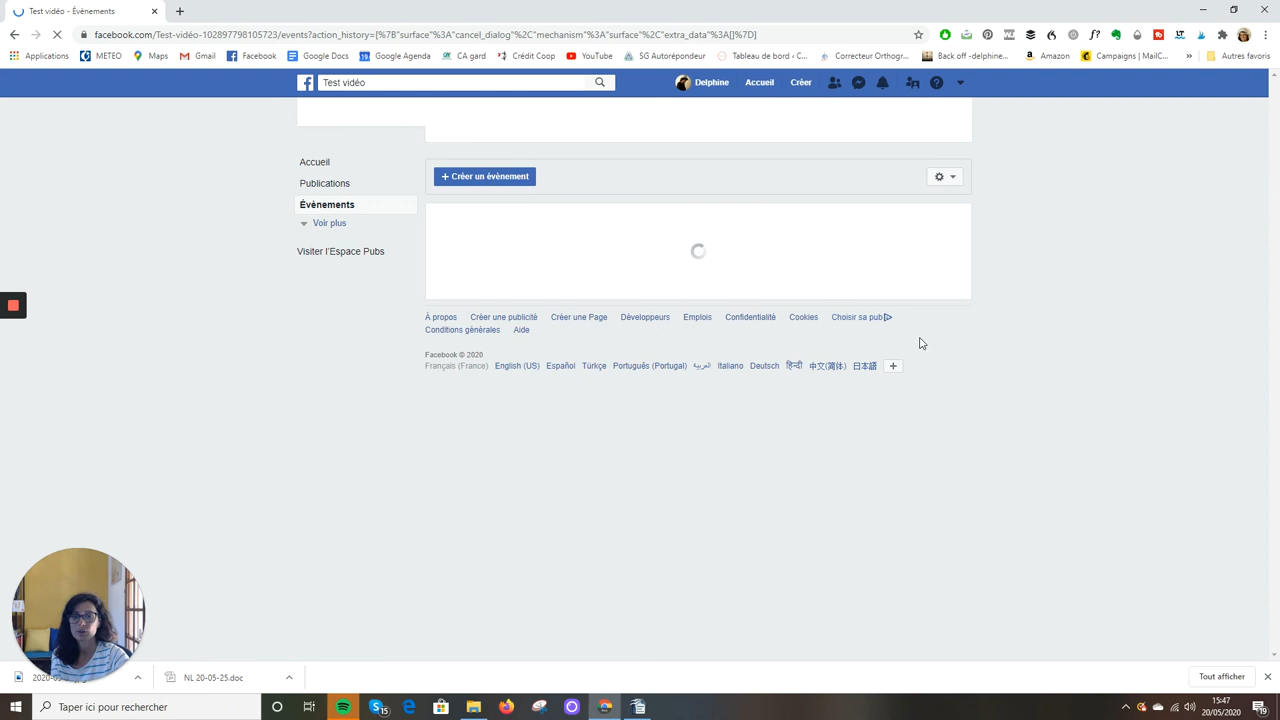 Test vidéo - Évènements
facebook.com/Test-vidéo-102897798105723/events?action_history=[%7B"surface"%3A"cancel_dialog"%2C"mechanism"%3A"surface"%2C"extra_data"%3A[]%7D]
Applications METEO Maps Gmail Facebook Google Docs YouTube Google Agenda CA gard Crédit Coop SG Autorépondeur Tableau de bord ‹ C... Correcteur Orthogr... Back off -delphine... Amazon Campaigns | MailC... » Autres favoris
Test vidéo
Delphine Accueil Créer
Accueil
+ Créer un évènement
Publications
Évènements
Voir plus
Visiter l'Espace Pubs
À propos Créer une publicité Créer une Page Développeurs Emplois Confidentialité Cookies Choisir sa pub
Conditions générales Aide
Facebook © 2020
Français (France) English (US) Español Türkçe Português (Portugal) العربية Italiano Deutsch हिन्दी 中文(简体) 日本語 +
NL 20-05-25.doc
Tout afficher
Taper ici pour rechercher
15
15:47
20/05/2020
19